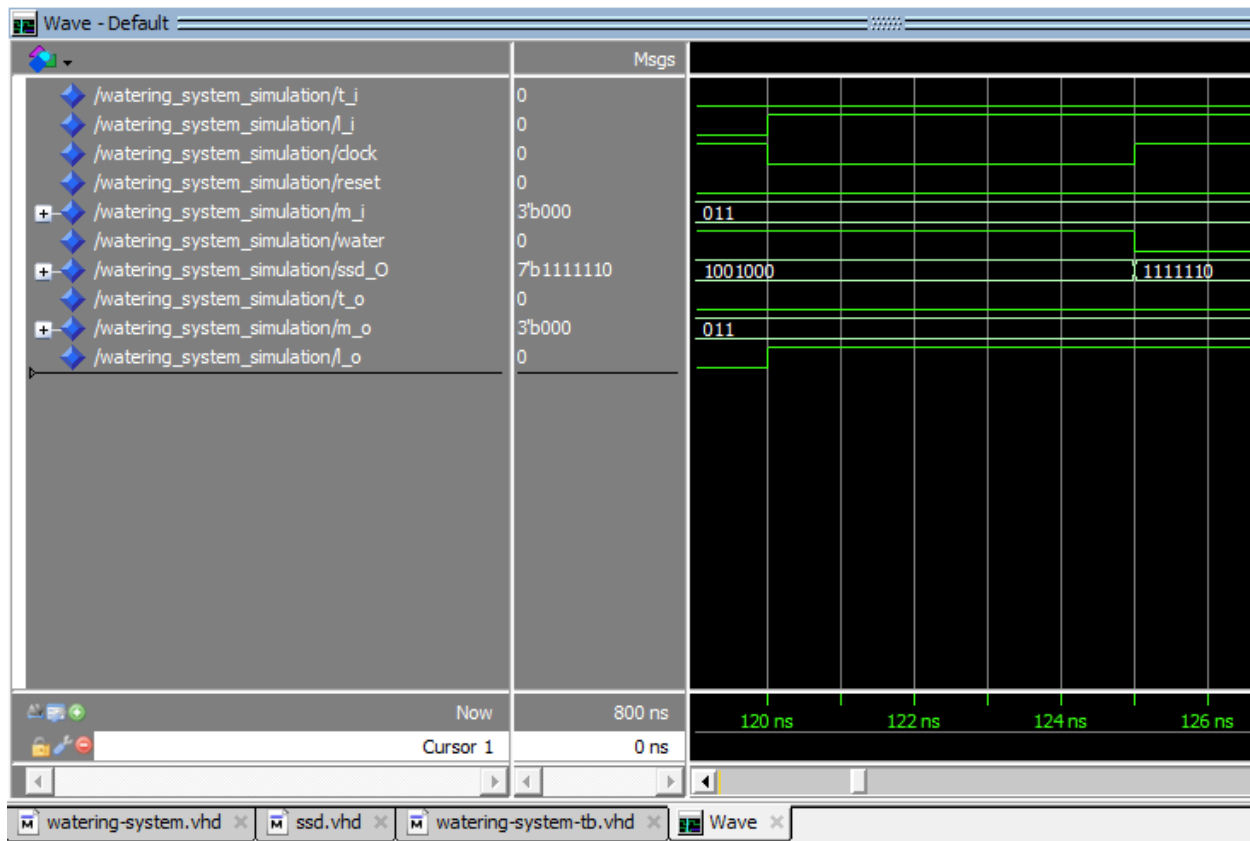 Wave - Default
Msgs
/watering_system_simulation/t_i 0
/watering_system_simulation/l_i 0
/watering_system_simulation/clock 0
/watering_system_simulation/reset 0
/watering_system_simulation/m_i 3'b000 011
/watering_system_simulation/water 0
/watering_system_simulation/ssd_O 7'b1111110 1001000 1111110
/watering_system_simulation/t_o 0
/watering_system_simulation/m_o 3'b000 011
/watering_system_simulation/l_o 0
Now 800 ns 120 ns 122 ns 124 ns 126 ns
Cursor 1 0 ns
watering-system.vhd ssd.vhd watering-system-tb.vhd Wave